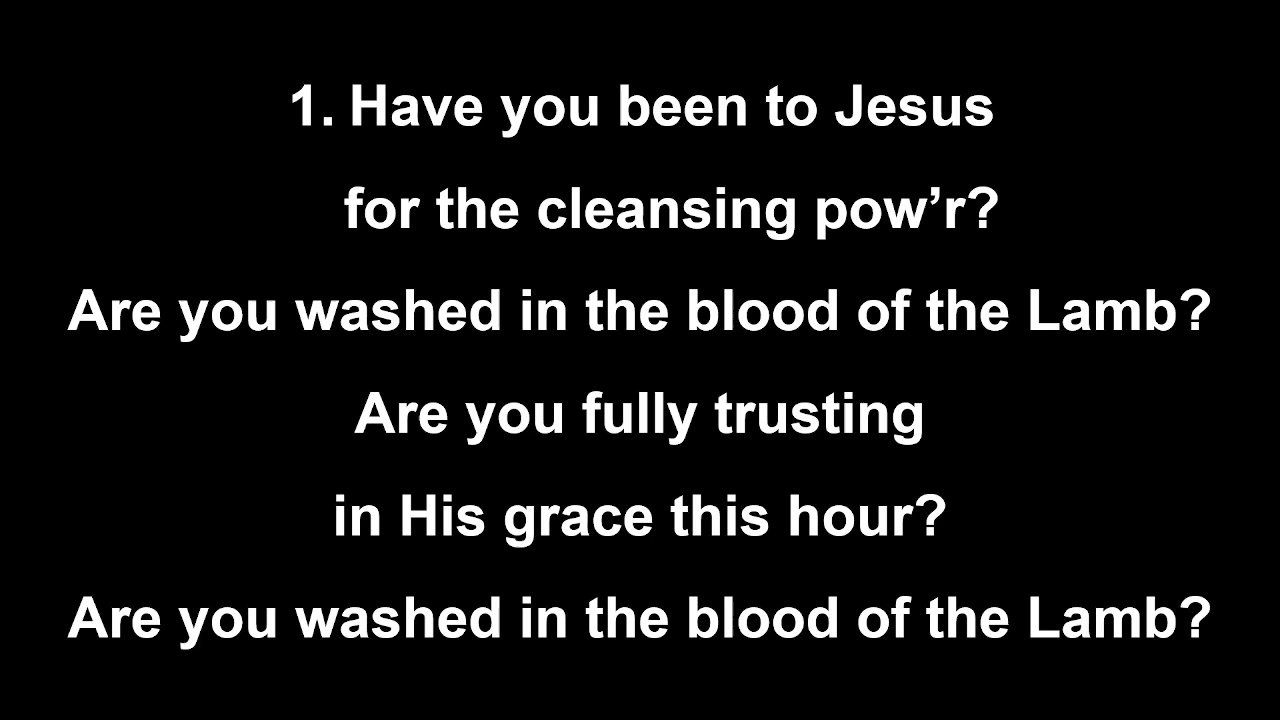 1. Have you been to Jesus
for the cleansing pow’r?
Are you washed in the blood of the Lamb?
Are you fully trusting
in His grace this hour?
Are you washed in the blood of the Lamb?